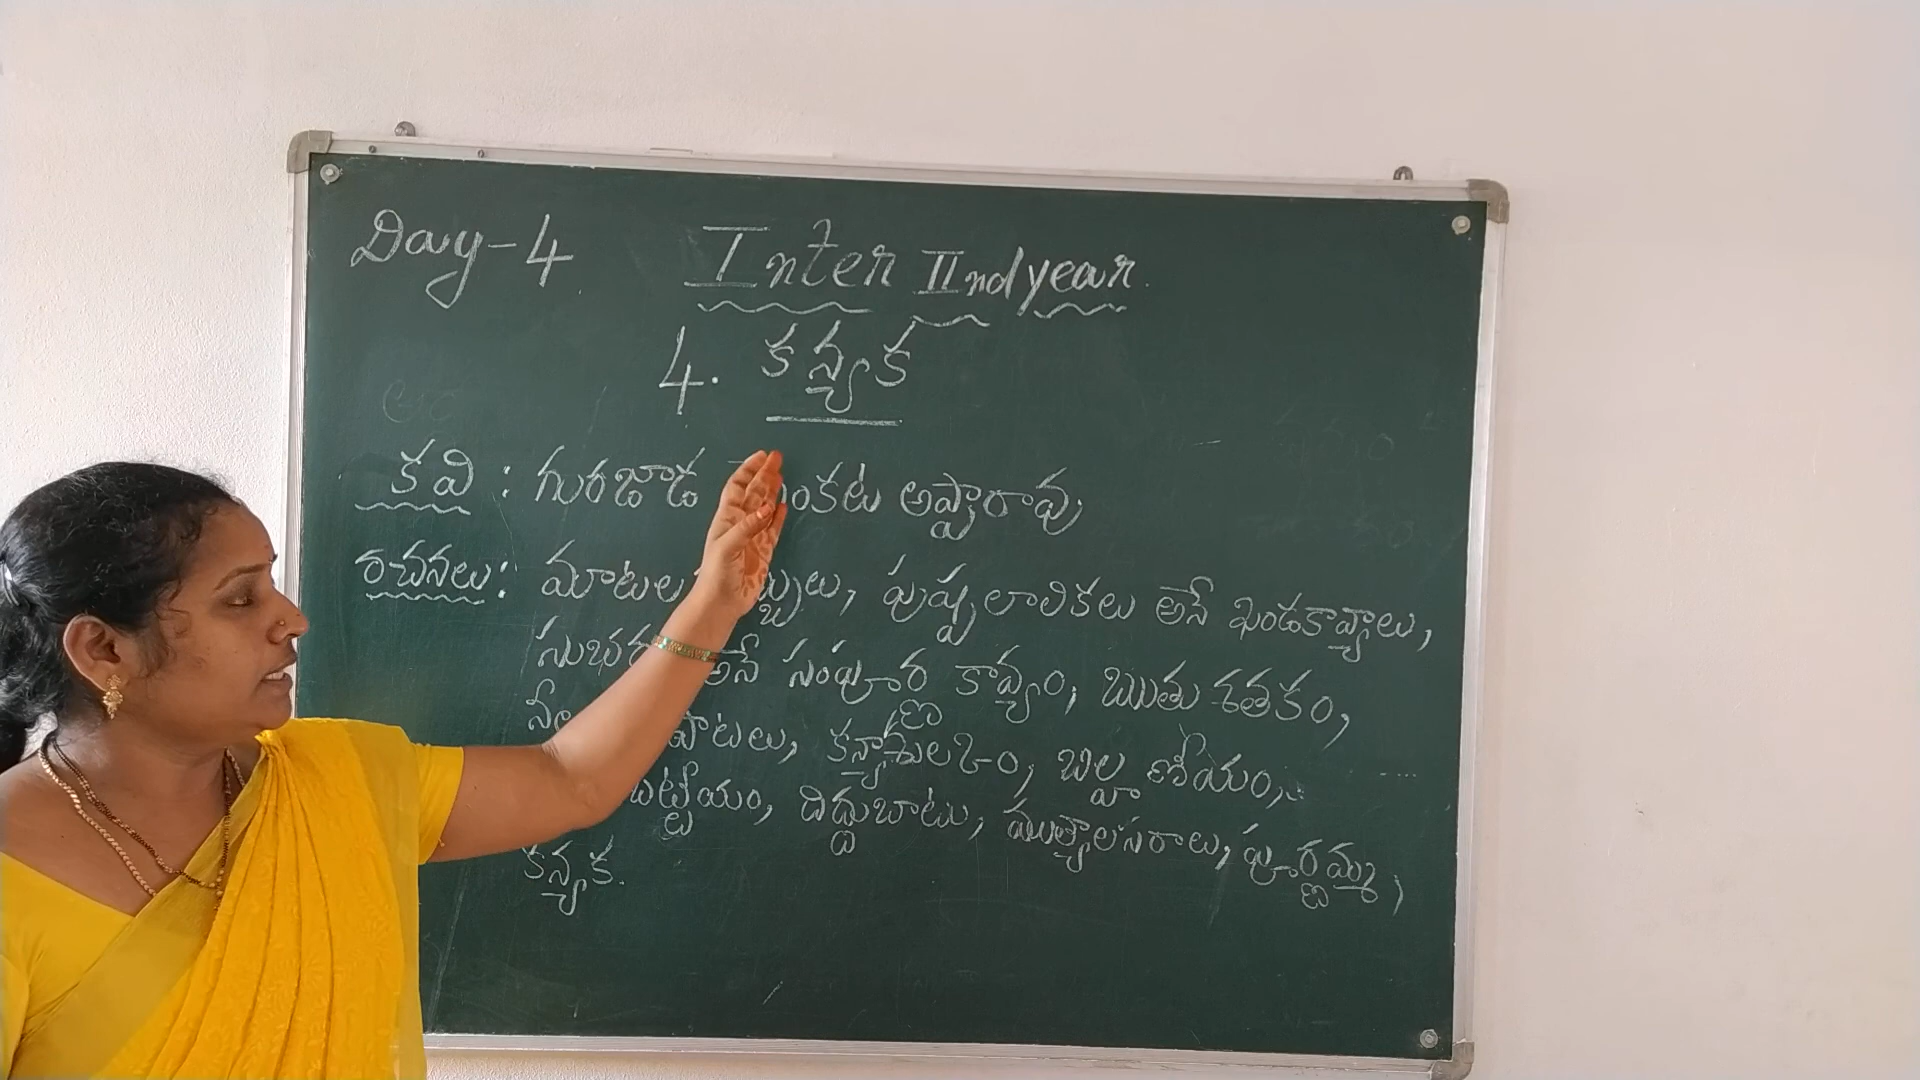 Day-4 Inter IInd year
4. కన్యక
కవి : గురజాడ వెంకట అప్పారావు
రచనలు: మాటల , పుష్పలాలికలు అనే ఖండకావ్యాలు,
అనే సంపూర్ణ కావ్యం, ఋతు శతకం,
పాటలు, కన్యాశుల్కం, బిల్హణీయం,
దిద్దుబాటు, ముత్యాలసరాలు, పూర్ణమ్మ,
కన్యక.